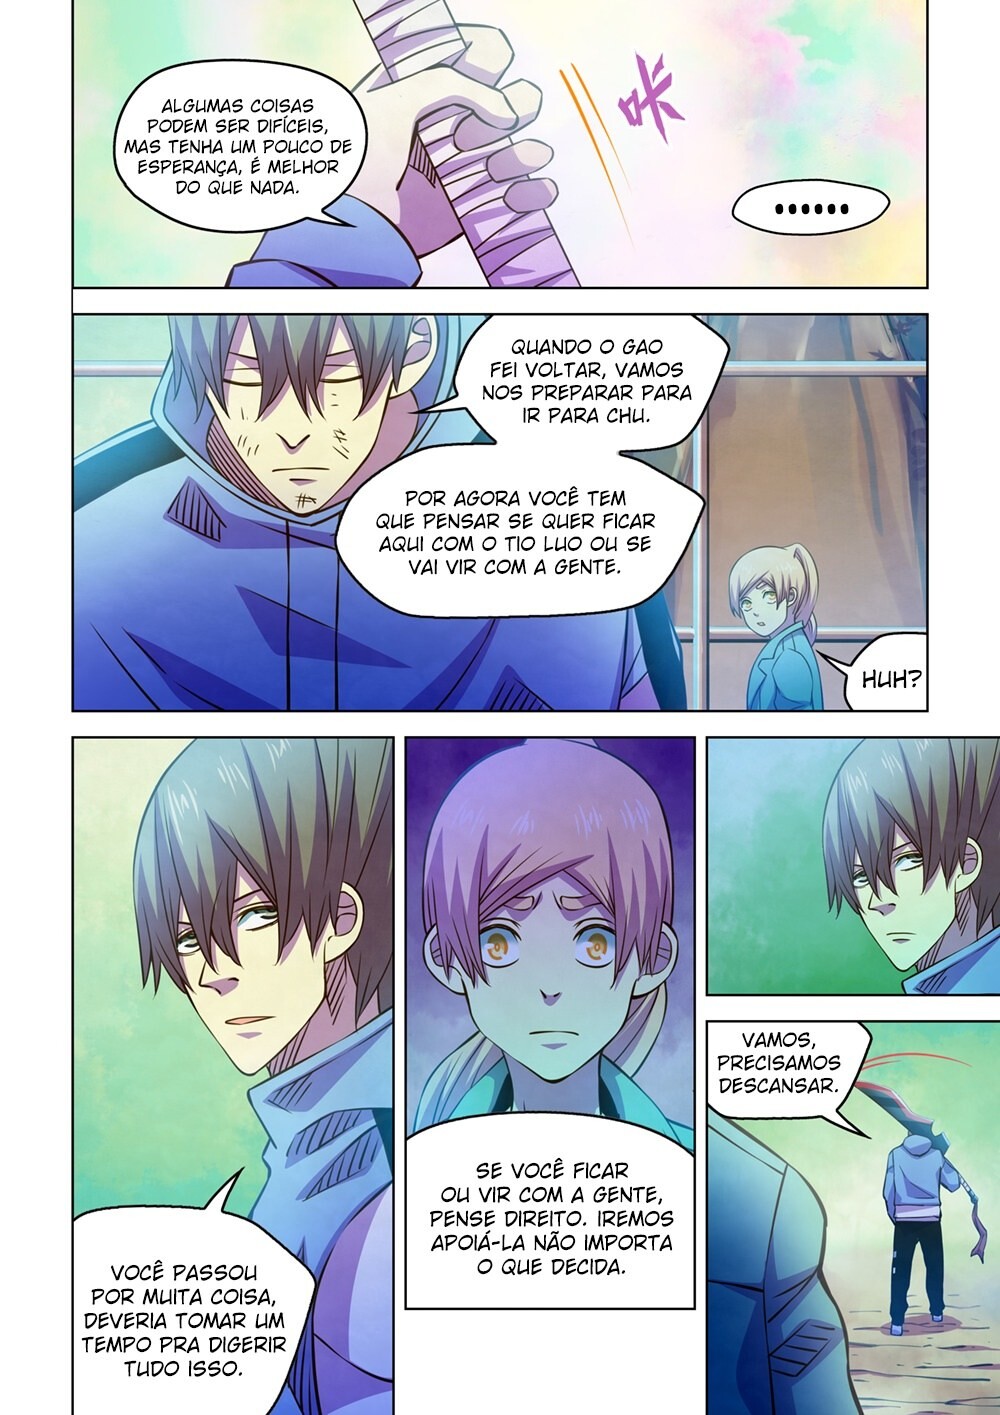 ALGUMAS COISAS
PODEM SER DIFÍCEIS,
MAS TENHA UM POUCO DE
ESPERANÇA, É MELHOR
DO QUE NADA.
咔
......
QUANDO O GAO
FEI VOLTAR, VAMOS
NOS PREPARAR PARA
IR PARA CHU.
POR AGORA VOCÊ TEM
QUE PENSAR SE QUER FICAR
AQUI COM O TIO LUO OU SE
VAI VIR COM A GENTE.
HUH?
VOCÊ PASSOU
POR MUITA COISA,
DEVERIA TOMAR UM
TEMPO PRA DIGERIR
TUDO ISSO.
SE VOCÊ FICAR
OU VIR COM A GENTE,
PENSE DIREITO. IREMOS
APOIÁ-LA NÃO IMPORTA
O QUE DECIDA.
VAMOS,
PRECISAMOS
DESCANSAR.